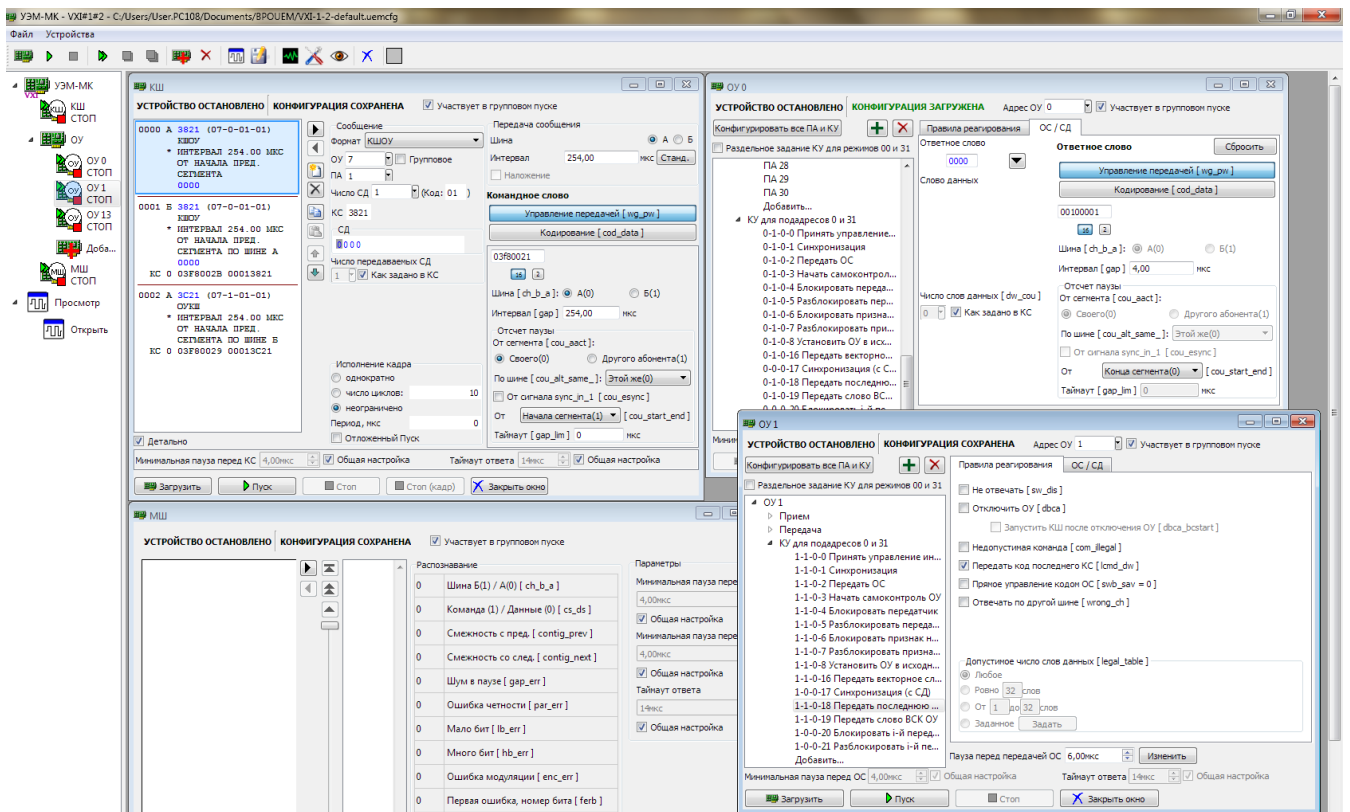 УЭМ-МК - VXI#1#2 - C:/Users/User.PC108/Documents/BPOUEM/VXI-1-2-default.uemcfg
Файл Устройства
УЭМ-МК
VXI
КШ
СТОП
ОУ
ОУ 0
СТОП
ОУ 1
СТОП
ОУ 13
СТОП
Доба...
МШ
СТОП
Просмотр
Открыть
КШ
УСТРОЙСТВО ОСТАНОВЛЕНО КОНФИГУРАЦИЯ СОХРАНЕНА Участвует в групповом пуске
0000 А 3821 (07-0-01-01)
КШОУ
* ИНТЕРВАЛ 254.00 МКС
ОТ НАЧАЛА ПРЕД.
СЕГМЕНТА
0000
0001 Б 3821 (07-0-01-01)
КШОУ
* ИНТЕРВАЛ 254.00 МКС
ОТ НАЧАЛА ПРЕД.
СЕГМЕНТА ПО ШИНЕ А
0000
КС 0 03F8002B 00013821
0002 А 3C21 (07-1-01-01)
ОУКШ
* ИНТЕРВАЛ 254.00 МКС
ОТ НАЧАЛА ПРЕД.
СЕГМЕНТА ПО ШИНЕ Б
КС 0 03F80029 00013C21
Детально
Сообщение
Формат КШОУ
ОУ 7 Групповое
ПА 1
Число СД 1 (Код: 01 )
КС 3821
СД
0000
Число передаваемых СД
1 Как задано в КС
Исполнение кадра
однократно
число циклов: 10
неограничено
Период, мкс 0
Отложенный Пуск
Передача сообщения
Шина А Б
Интервал 254,00 мкс Станд.
Наложение
Командное слово
Управление передачей [ wg_pw ]
Кодирование [ cod_data ]
03f80021
16 2
Шина [ ch_b_a ]: А(0) Б(1)
Интервал [ gap ] 254,00 мкс
Отсчет паузы
От сегмента [ cou_aact ]:
Своего(0) Другого абонента(1)
По шине [ cou_alt_same_ ]: Этой же(0)
От сигнала sync_in_1 [ cou_esync ]
От Начала сегмента(1) [ cou_start_end ]
Таймаут [ gap_lim ] 0 мкс
Минимальная пауза перед КС 4,00мкс Общая настройка Таймаут ответа 14мкс Общая настройка
Загрузить Пуск Стоп Стоп (кадр) Закрыть окно
ОУ 0
УСТРОЙСТВО ОСТАНОВЛЕНО КОНФИГУРАЦИЯ ЗАГРУЖЕНА Адрес ОУ 0 Участвует в групповом пуске
Конфигурировать все ПА и КУ Правила реагирования ОС / СД
Раздельное задание КУ для режимов 00 и 31
ПА 28
ПА 29
ПА 30
Добавить...
КУ для подадресов 0 и 31
0-1-0-0 Принять управление...
0-1-0-1 Синхронизация
0-1-0-2 Передать ОС
0-1-0-3 Начать самоконтрол...
0-1-0-4 Блокировать переда...
0-1-0-5 Разблокировать пер...
0-1-0-6 Блокировать призна...
0-1-0-7 Разблокировать при...
0-1-0-8 Установить ОУ в исх...
0-1-0-16 Передать векторно...
0-0-0-17 Синхронизация (с С...
0-1-0-18 Передать последню...
0-1-0-19 Передать слово ВС...
Ответное слово
0000
Слово данных
Число слов данных [ dw_cou ]
0 Как задано в КС
Ответное слово Сбросить
Управление передачей [ wg_pw ]
Кодирование [ cod_data ]
00100001
16 2
Шина [ ch_b_a ]: А(0) Б(1)
Интервал [ gap ] 4,00 мкс
Отсчет паузы
От сегмента [ cou_aact ]:
Своего(0) Другого абонента(1)
По шине [ cou_alt_same_ ]: Этой же(0)
От сигнала sync_in_1 [ cou_esync ]
От Конца сегмента(0) [ cou_start_end ]
Таймаут [ gap_lim ] 0 мкс
МШ
УСТРОЙСТВО ОСТАНОВЛЕНО КОНФИГУРАЦИЯ СОХРАНЕНА Участвует в групповом пуске
Распознавание
0 Шина Б(1) / А(0) [ ch_b_a ]
0 Команда (1) / Данные (0) [ cs_ds ]
0 Смежность с пред. [ contig_prev ]
0 Смежность со след. [ contig_next ]
0 Шум в паузе [ gap_err ]
0 Ошибка четности [ par_err ]
0 Мало бит [ lb_err ]
0 Много бит [ hb_err ]
0 Ошибка модуляции [ enc_err ]
0 Первая ошибка, номер бита [ ferb ]
Параметры
Минимальная пауза пере
4,00мкс
Общая настройка
Минимальная пауза пере
4,00мкс
Общая настройка
Таймаут ответа
14мкс
Общая настройка
ОУ 1
УСТРОЙСТВО ОСТАНОВЛЕНО КОНФИГУРАЦИЯ СОХРАНЕНА Адрес ОУ 1 Участвует в групповом пуске
Конфигурировать все ПА и КУ Правила реагирования ОС / СД
Раздельное задание КУ для режимов 00 и 31
ОУ 1
Прием
Передача
КУ для подадресов 0 и 31
1-1-0-0 Принять управление ин...
1-1-0-1 Синхронизация
1-1-0-2 Передать ОС
1-1-0-3 Начать самоконтроль ОУ
1-1-0-4 Блокировать передатчик
1-1-0-5 Разблокировать переда...
1-1-0-6 Блокировать признак н...
1-1-0-7 Разблокировать призна...
1-1-0-8 Установить ОУ в исходн...
1-1-0-16 Передать векторное сл...
1-0-0-17 Синхронизация (с СД)
1-1-0-18 Передать последнюю ...
1-1-0-19 Передать слово ВСК ОУ
1-0-0-20 Блокировать i-й перед...
1-0-0-21 Разблокировать i-й пе...
Добавить...
Не отвечать [ sw_dis ]
Отключить ОУ [ dbca ]
Запустить КШ после отключения ОУ [ dbca_bcstart ]
Недопустимая команда [ com_illegal ]
Передать код последнего КС [ lcmd_dw ]
Прямое управление кодом ОС [ swb_sav = 0 ]
Отвечать по другой шине [ wrong_ch ]
Допустимое число слов данных [ legal_table ]
Любое
Ровно 32 слов
От 1 до 32 слов
Заданное Задать
Пауза перед передачей ОС 6,00мкс Изменить
Минимальная пауза перед ОС 4,00мкс Общая настройка Таймаут ответа 14мкс Общая настройка
Загрузить Пуск Стоп Закрыть окно